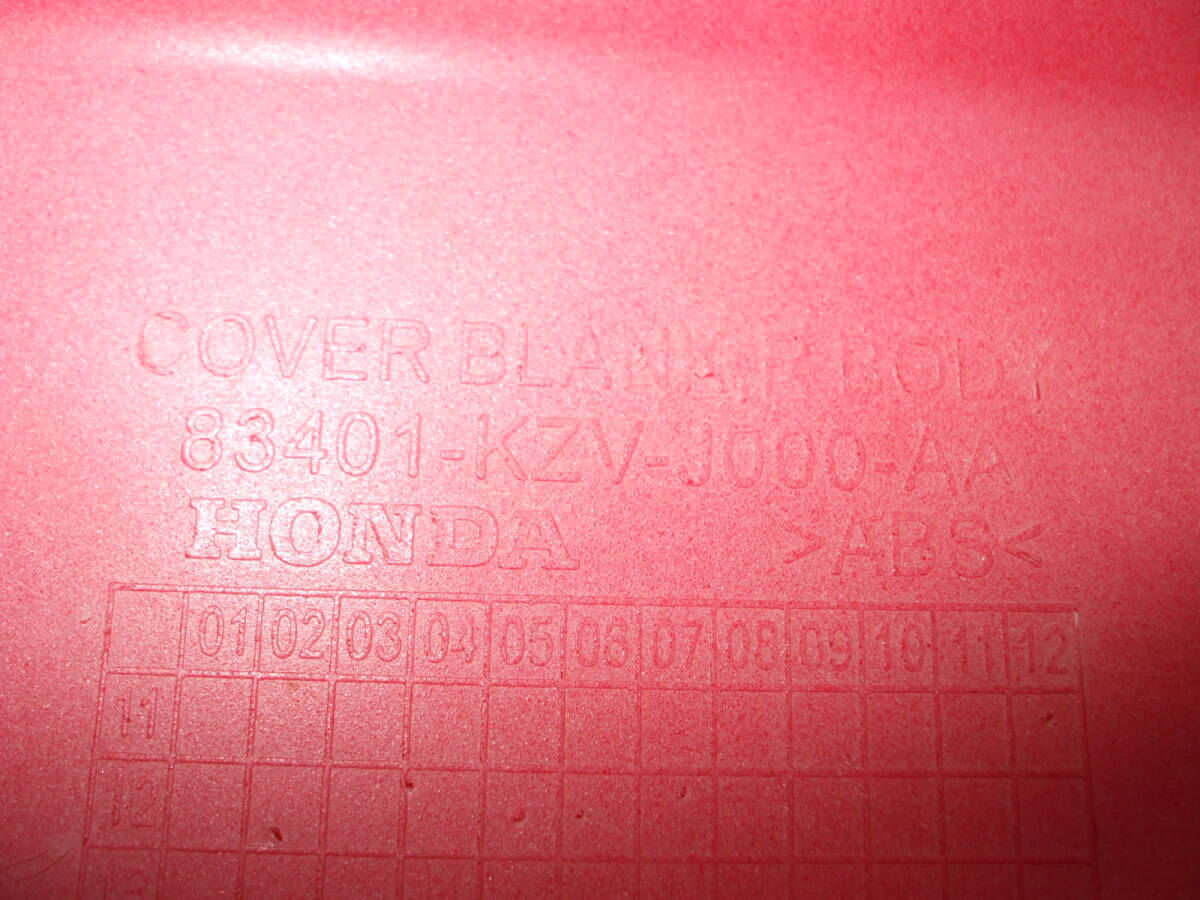 COVER BLANK,R BODY
83401-KZV-J000-AA
HONDA >ABS<
01 02 03 04 05 06 07 08 09 10 11 12
11
12
13